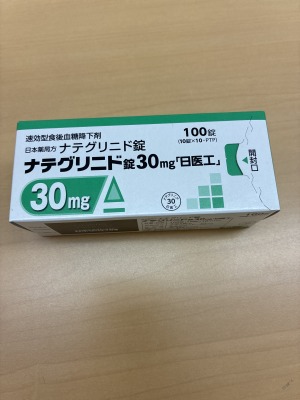 速効型食後血糖降下剤
日本薬局方 ナテグリニド錠
ナテグリニド錠30mg「日医工」
100錠
(10錠×10・PTP)
開封口
30mg
30